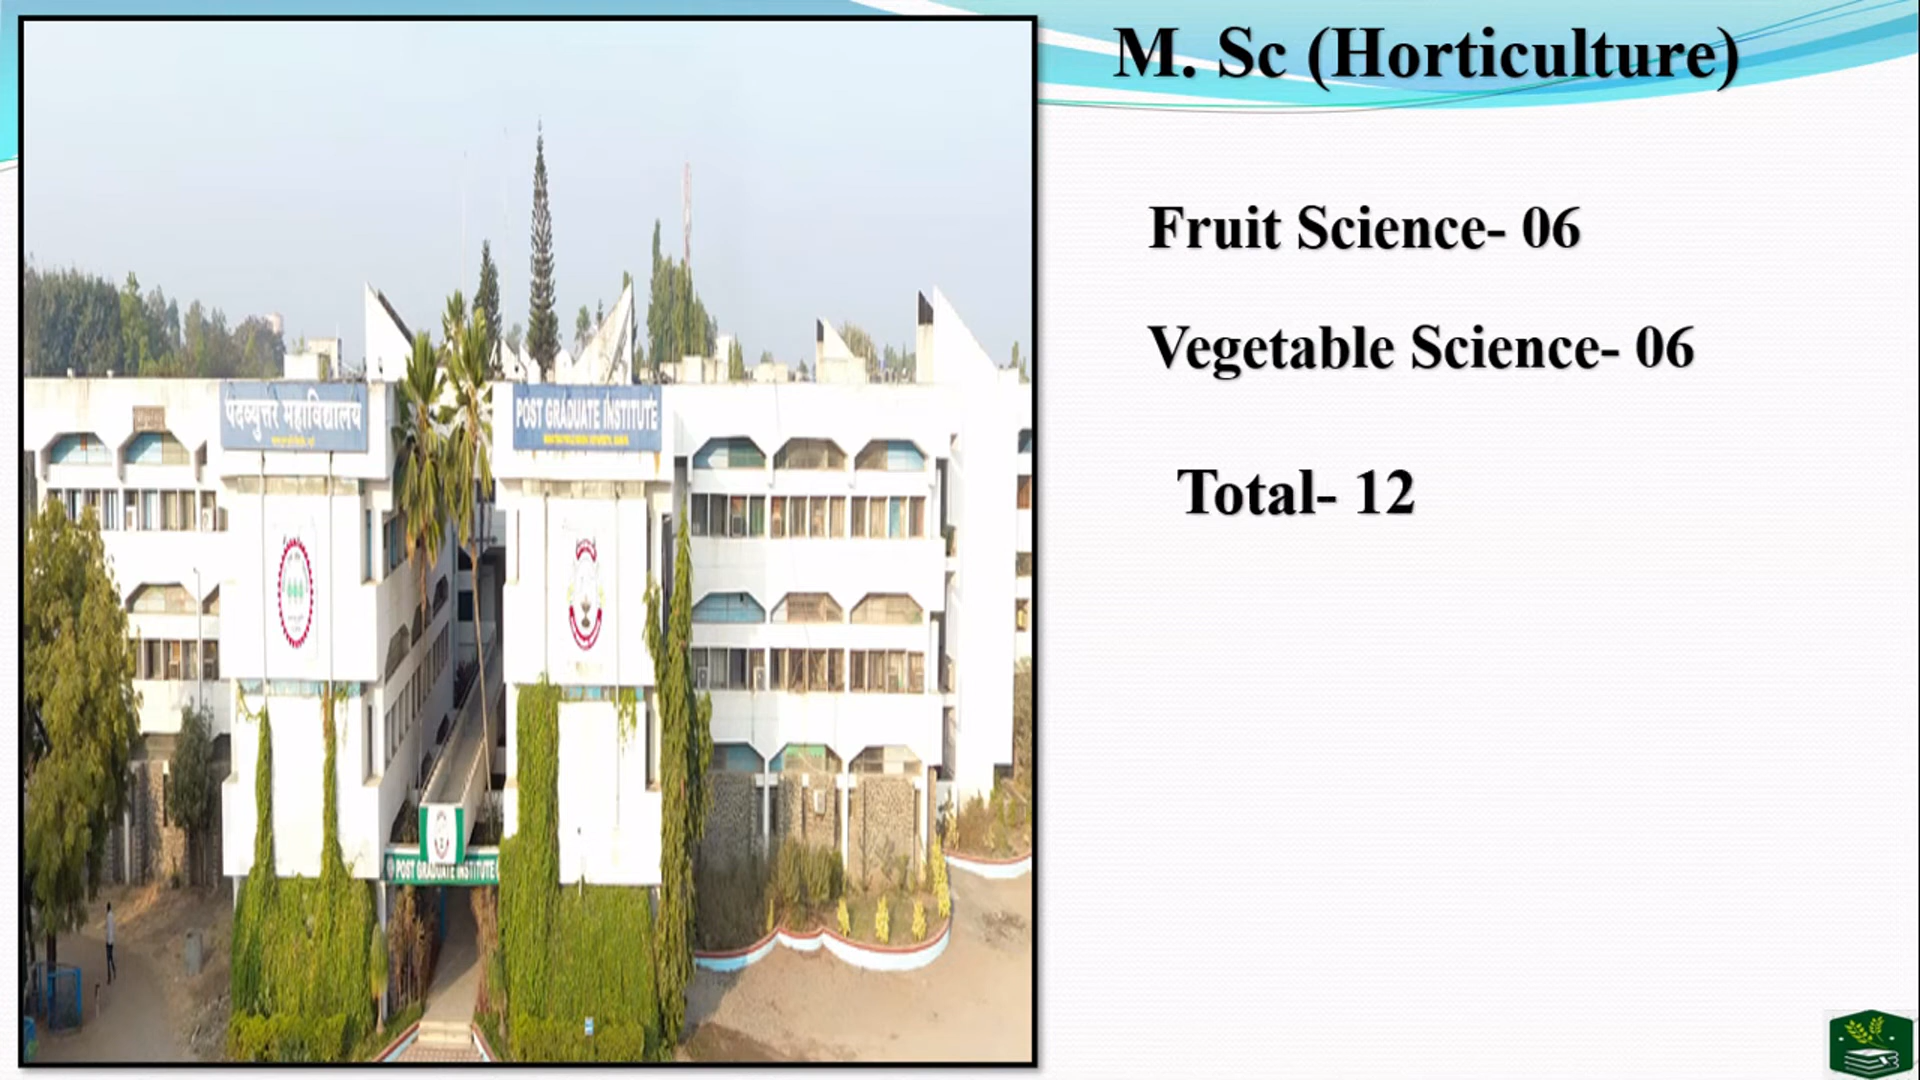 M. Sc (Horticulture)
Fruit Science- 06
Vegetable Science- 06
Total- 12
पदव्युत्तर महाविद्यालय
POST GRADUATE INSTITUTE
POST GRADUATE INSTITUTE